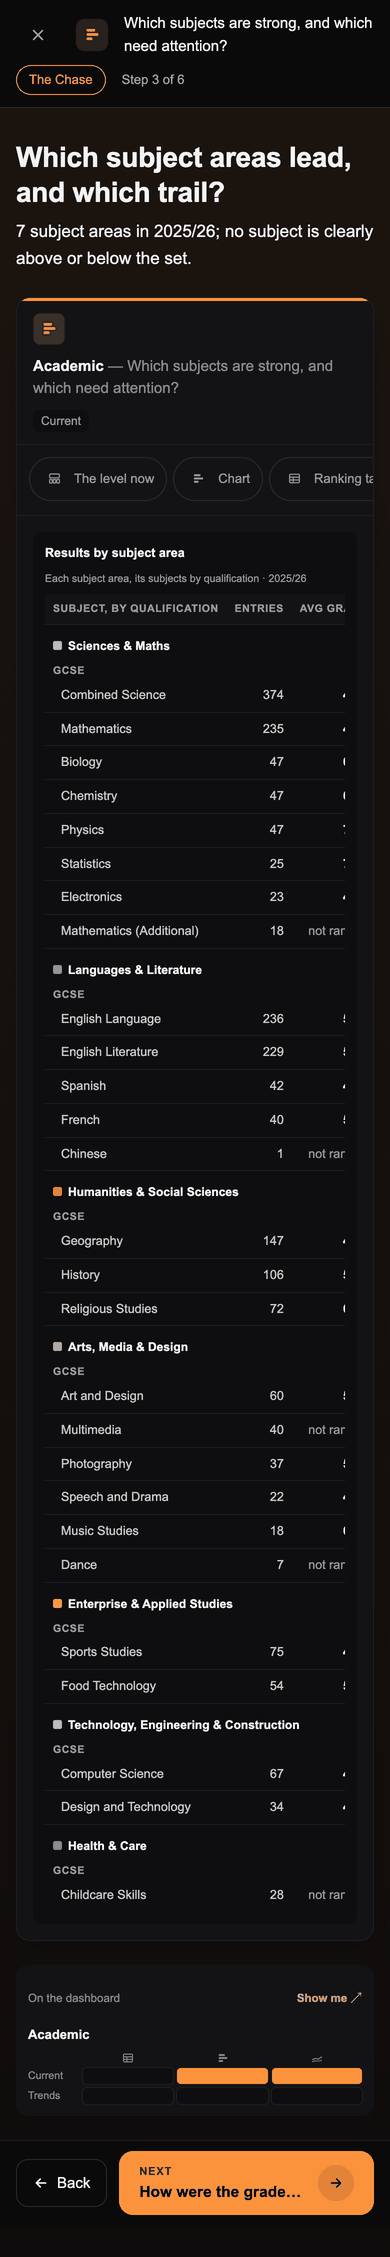 Which subjects are strong, and which
need attention?
The Chase
Step 3 of 6
Which subject areas lead,
and which trail?
7 subject areas in 2025/26; no subject is clearly
above or below the set.
Academic — Which subjects are strong, and
which need attention?
Current
The level now
Chart
Ranking
Results by subject area
Each subject area, its subjects by qualification · 2025/26
SUBJECT, BY QUALIFICATION ENTRIES AVG
Sciences & Maths
GCSE
Combined Science 374
Mathematics 235
Biology 47
Chemistry 47
Physics 47
Statistics 25
Electronics 23
Mathematics (Additional) 18 not
Languages & Literature
GCSE
English Language 236
English Literature 229
Spanish 42
French 40
Chinese 1 not
Humanities & Social Sciences
GCSE
Geography 147
History 106
Religious Studies 72
Arts, Media & Design
GCSE
Art and Design 60
Multimedia 40 not
Photography 37
Speech and Drama 22
Music Studies 18
Dance 7 not
Enterprise & Applied Studies
GCSE
Sports Studies 75
Food Technology 54
Technology, Engineering & Construction
GCSE
Computer Science 67
Design and Technology 34
Health & Care
GCSE
Childcare Skills 28 not
On the dashboard
Show me ↗
Academic
Current
Trends
← Back
NEXT
How were the grade...
→